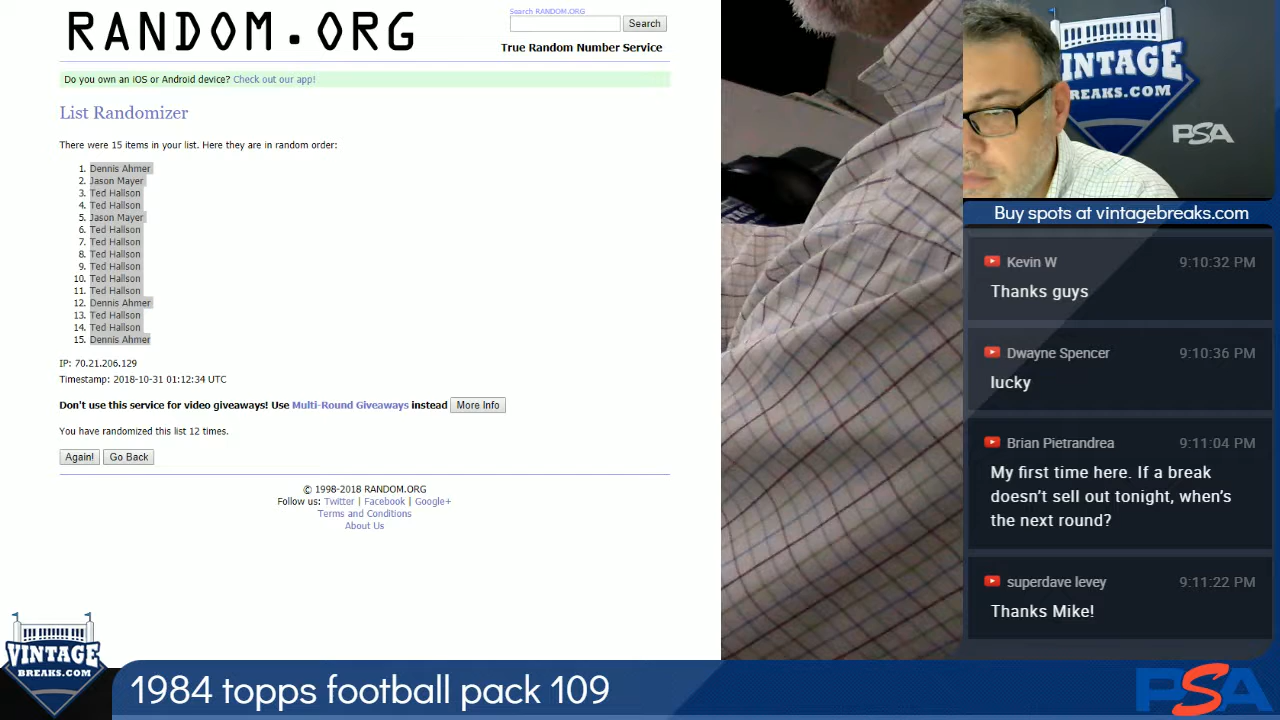 RANDOM.ORG
Search RANDOM.ORG
Search
True Random Number Service
Do you own an iOS or Android device? Check out our app!
List Randomizer
There were 15 items in your list. Here they are in random order:
1. Dennis Ahmer
2. Jason Mayer
3. Ted Hallson
4. Ted Hallson
5. Jason Mayer
6. Ted Hallson
7. Ted Hallson
8. Ted Hallson
9. Ted Hallson
10. Ted Hallson
11. Ted Hallson
12. Dennis Ahmer
13. Ted Hallson
14. Ted Hallson
15. Dennis Ahmer
IP: 70.21.206.129
Timestamp: 2018-10-31 01:12:34 UTC
Don't use this service for video giveaways! Use Multi-Round Giveaways instead More Info
You have randomized this list 12 times.
Again! Go Back
© 1998-2018 RANDOM.ORG
Follow us: Twitter | Facebook | Google+
Terms and Conditions
About Us
VINTAGE
BREAKS.COM
PSA
Buy spots at vintagebreaks.com
Kevin W 9:10:32 PM
Thanks guys
Dwayne Spencer 9:10:36 PM
lucky
Brian Pietrandrea 9:11:04 PM
My first time here. If a break
doesn't sell out tonight, when's
the next round?
superdave levey 9:11:22 PM
Thanks Mike!
VINTAGE
BREAKS.COM
1984 topps football pack 109
PSA